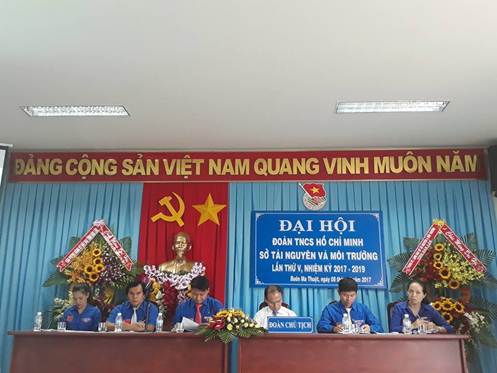 ĐẢNG CỘNG SẢN VIỆT NAM QUANG VINH MUÔN NĂM
ĐẠI HỘI
ĐOÀN TNCS HỒ CHÍ MINH
SỞ TÀI NGUYÊN VÀ MÔI TRƯỜNG
LẦN THỨ V, NHIỆM KỲ 2017 - 2019
Buôn Ma Thuột, ngày 2017
ĐOÀN CHỦ TỊCH